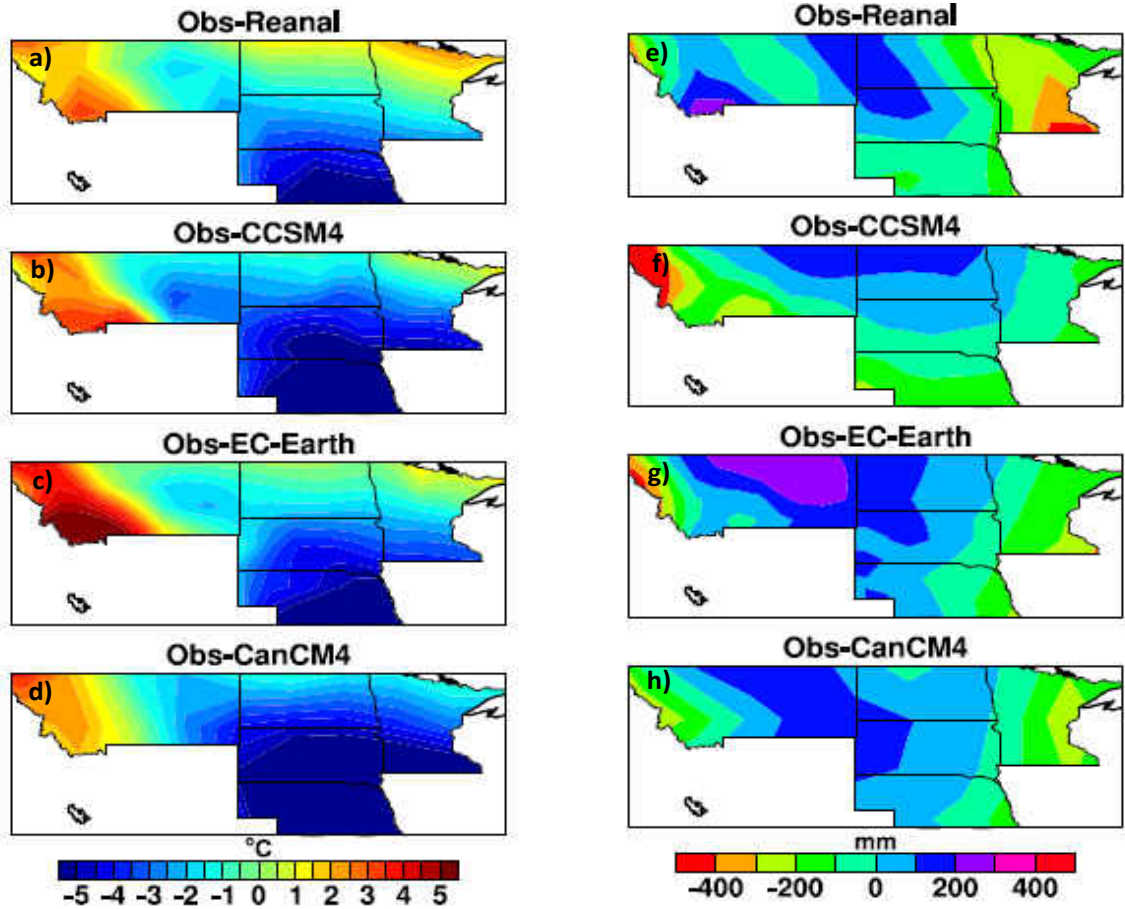 Obs-Reanal
a)
Obs-CCSM4
b)
Obs-EC-Earth
c)
Obs-CanCM4
d)
°C
-5 -4 -3 -2 -1 0 1 2 3 4 5
Obs-Reanal
e)
Obs-CCSM4
f)
Obs-EC-Earth
g)
Obs-CanCM4
h)
mm
-400 -200 0 200 400